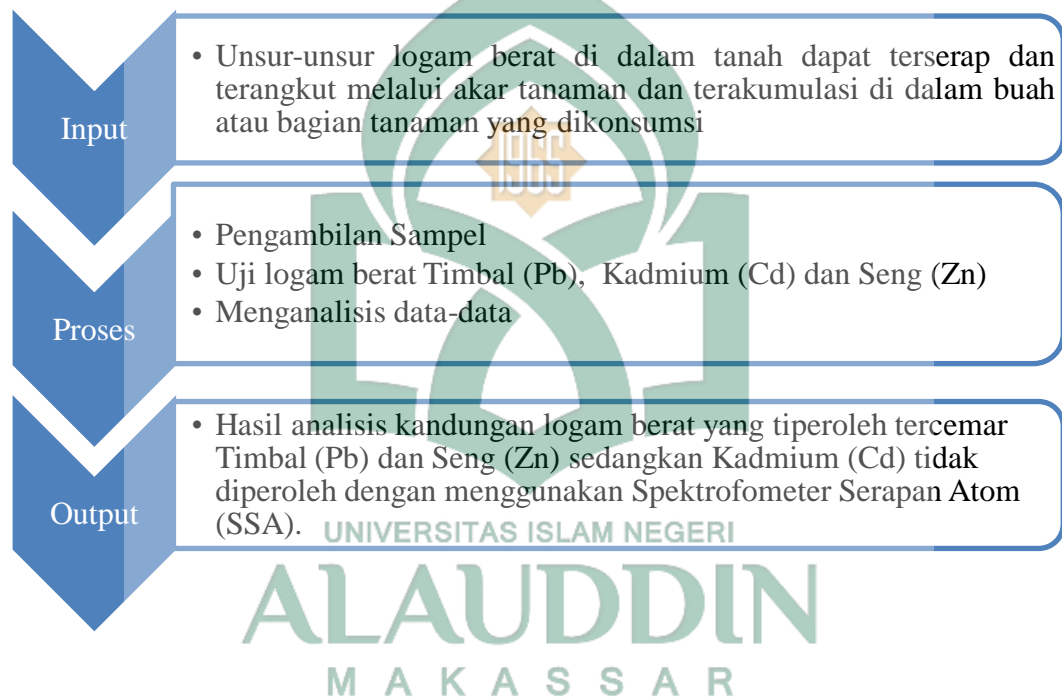 Input
• Unsur-unsur logam berat di dalam tanah dapat terserap dan
terangkut melalui akar tanaman dan terakumulasi di dalam buah
atau bagian tanaman yang dikonsumsi
1965
Proses
• Pengambilan Sampel
• Uji logam berat Timbal (Pb), Kadmium (Cd) dan Seng (Zn)
• Menganalisis data-data
Output
• Hasil analisis kandungan logam berat yang tiperoleh tercemar
Timbal (Pb) dan Seng (Zn) sedangkan Kadmium (Cd) tidak
diperoleh dengan menggunakan Spektrofometer Serapan Atom
(SSA).
UNIVERSITAS ISLAM NEGERI
ALAUDDIN
MAKASSAR